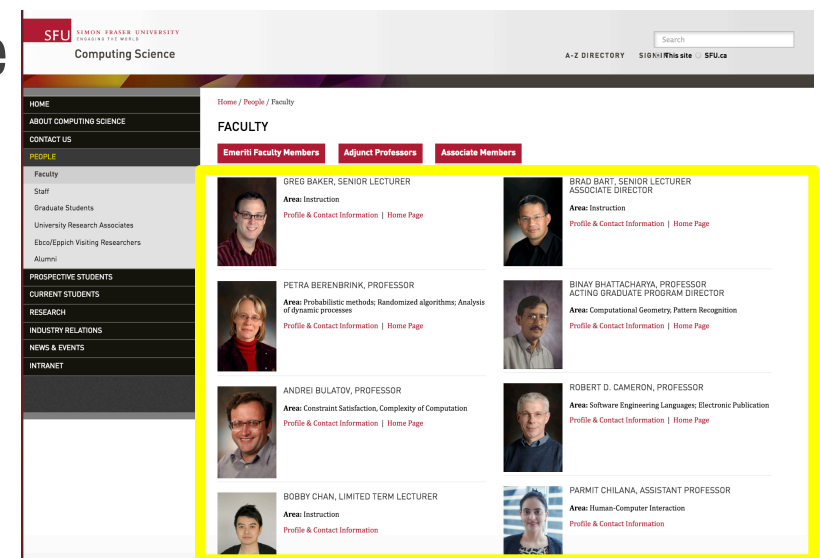 e
SFU
SIMON FRASER UNIVERSITY
ENGAGING THE WORLD
Computing Science
Search
A-Z DIRECTORY SIGN IN This site SFU.ca
HOME
ABOUT COMPUTING SCIENCE
CONTACT US
PEOPLE
Faculty
Staff
Graduate Students
University Research Associates
Ebco/Eppich Visiting Researchers
Alumni
PROSPECTIVE STUDENTS
CURRENT STUDENTS
RESEARCH
INDUSTRY RELATIONS
NEWS & EVENTS
INTRANET
Home / People / Faculty
FACULTY
Emeriti Faculty Members Adjunct Professors Associate Members
GREG BAKER, SENIOR LECTURER
Area: Instruction
Profile & Contact Information | Home Page
BRAD BART, SENIOR LECTURER
ASSOCIATE DIRECTOR
Area: Instruction
Profile & Contact Information | Home Page
PETRA BERENBRINK, PROFESSOR
Area: Probabilistic methods; Randomized algorithms; Analysis
of dynamic processes
Profile & Contact Information | Home Page
BINAY BHATTACHARYA, PROFESSOR
ACTING GRADUATE PROGRAM DIRECTOR
Area: Computational Geometry, Pattern Recognition
Profile & Contact Information | Home Page
ANDREI BULATOV, PROFESSOR
Area: Constraint Satisfaction, Complexity of Computation
Profile & Contact Information | Home Page
ROBERT D. CAMERON, PROFESSOR
Area: Software Engineering Languages; Electronic Publication
Profile & Contact Information | Home Page
BOBBY CHAN, LIMITED TERM LECTURER
Area: Instruction
Profile & Contact Information
PARMIT CHILANA, ASSISTANT PROFESSOR
Area: Human-Computer Interaction
Profile & Contact Information